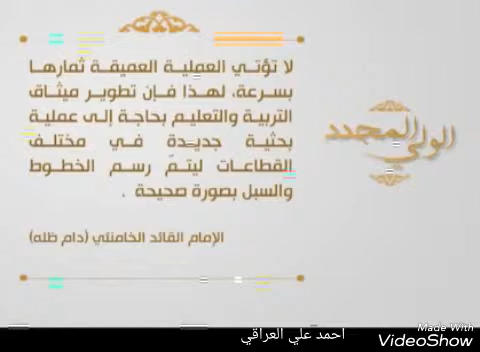 لا تؤتي العملية العميقة ثمارها
بسرعة، لهذا فإن تطوير ميثاق
التربية والتعليم بحاجة إلى عملية
بحثية جديدة في مختلف
القطاعات ليتمّ رسم الخطوط
والسبل بصورة صحيحة .
الإمام القائد الخامنئي (دام ظله)
الولي المجدد
احمد علي العراقي
Made With
VideoShow